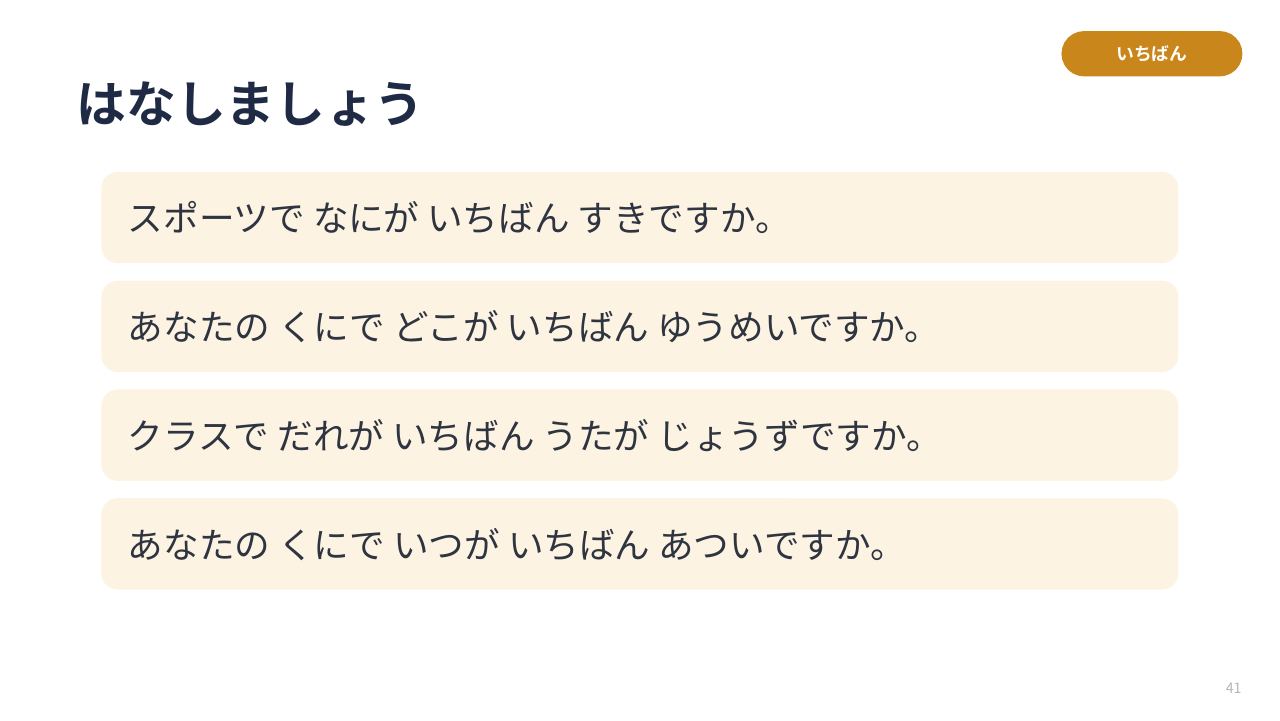 いちばん
はなしましょう
スポーツで なにが いちばん すきですか。
あなたの くにで どこが いちばん ゆうめいですか。
クラスで だれが いちばん うたが じょうずですか。
あなたの くにで いつが いちばん あついですか。
41